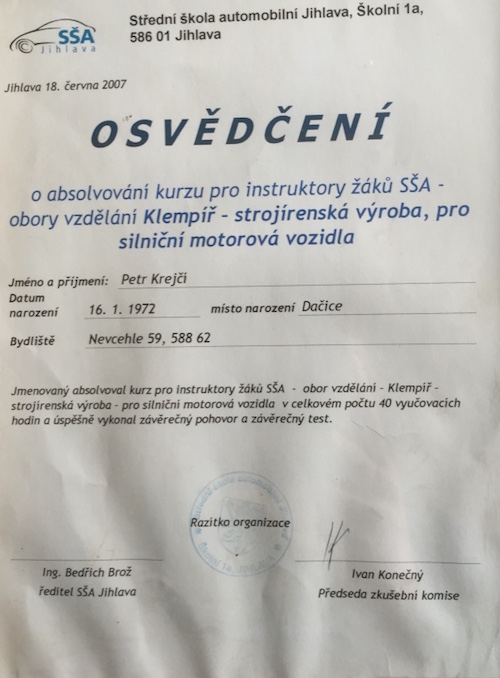 SŠA
Jihlava
Střední škola automobilní Jihlava, Školní 1a,
586 01 Jihlava
Jihlava 18. června 2007
OSVĚDČENÍ
o absolvování kurzu pro instruktory žáků SŠA -
obory vzdělání Klempíř - strojírenská výroba, pro
silniční motorová vozidla
Jméno a příjmení: Petr Krejčí
Datum
narození 16. 1. 1972 místo narození Dačice
Bydliště Nevcehle 59, 588 62
Jmenovaný absolvoval kurz pro instruktory žáků SŠA - obor vzdělání - Klempíř -
strojírenská výroba - pro silniční motorová vozidla v celkovém počtu 40 vyučovacích
hodin a úspěšně vykonal závěrečný pohovor a závěrečný test.
Razítko organizace
Ing. Bedřich Brož
ředitel SŠA Jihlava
Ivan Konečný
Předseda zkušební komise